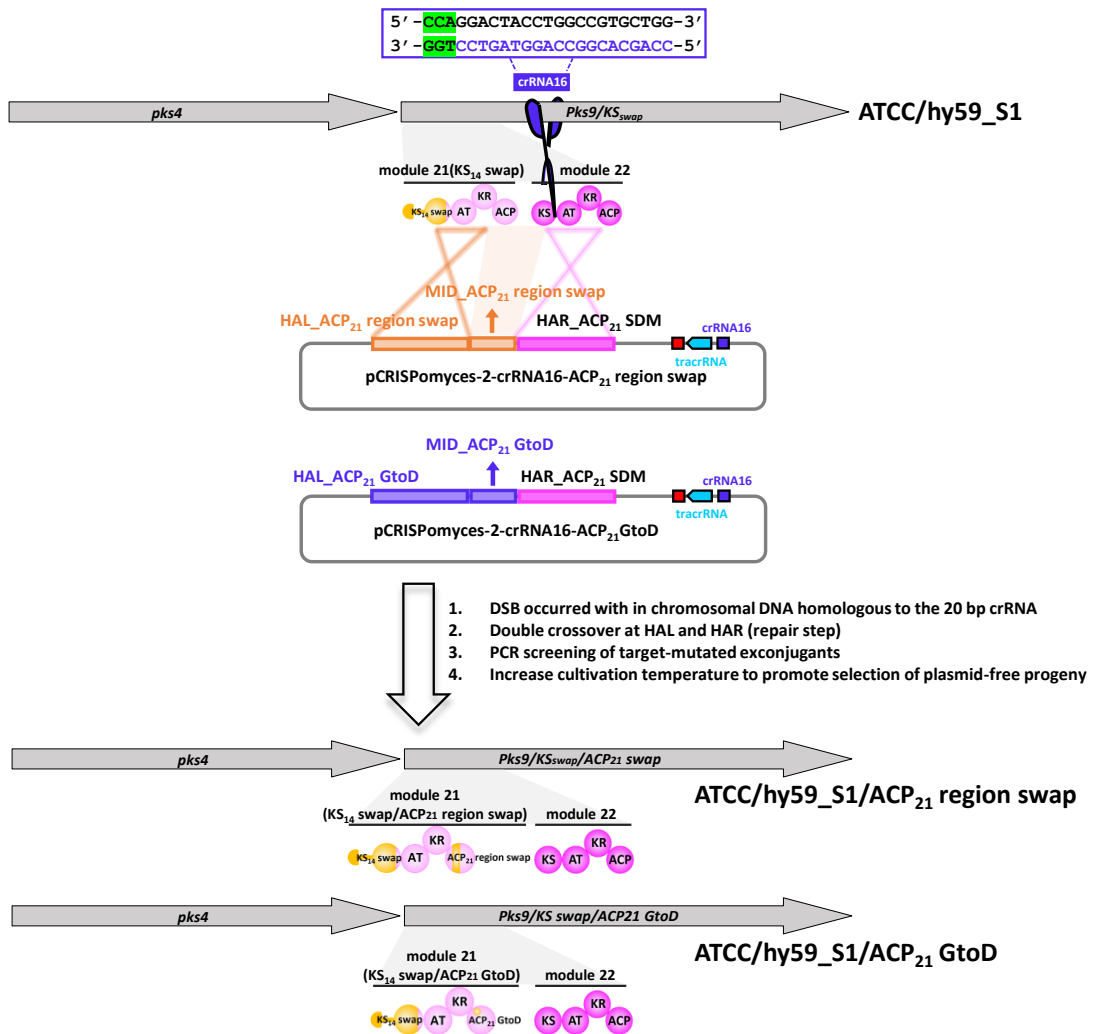 5’-CCAGGACTACCTGGCCGTGCTGG-3’
3’-GGTCCTGATGGACCGGCACGACC-5’
crRNA16
pks4
Pks9/KSswap
ATCC/hy59_S1
module 21(KS14 swap)
module 22
KS14 swap
AT
KR
ACP
KS
AT
KR
ACP
MID_ACP21 region swap
HAL_ACP21 region swap
HAR_ACP21 SDM
crRNA16
tracrRNA
pCRISPomyces-2-crRNA16-ACP21 region swap
MID_ACP21 GtoD
HAL_ACP21 GtoD
HAR_ACP21 SDM
crRNA16
tracrRNA
pCRISPomyces-2-crRNA16-ACP21GtoD
1. DSB occurred with in chromosomal DNA homologous to the 20 bp crRNA
2. Double crossover at HAL and HAR (repair step)
3. PCR screening of target-mutated exconjugants
4. Increase cultivation temperature to promote selection of plasmid-free progeny
pks4
Pks9/KSswap/ACP21 swap
ATCC/hy59_S1/ACP21 region swap
module 21
(KS14 swap/ACP21 region swap)
module 22
KS14 swap
AT
KR
ACP21 region swap
KS
AT
KR
ACP
pks4
Pks9/KS swap/ACP21 GtoD
ATCC/hy59_S1/ACP21 GtoD
module 21
(KS14 swap/ACP21 GtoD)
module 22
KS14 swap
AT
KR
ACP21 GtoD
KS
AT
KR
ACP